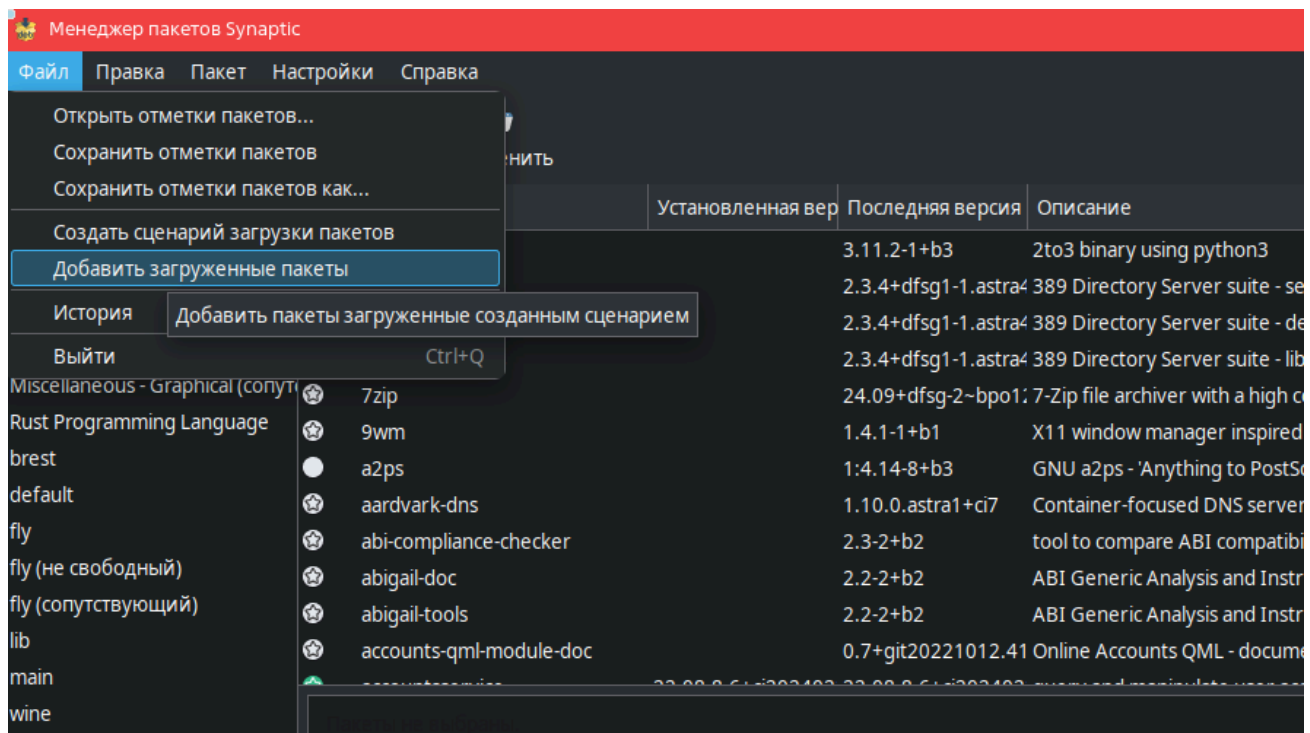 Менеджер пакетов Synaptic
Файл Правка Пакет Настройки Справка
Открыть отметки пакетов...
Сохранить отметки пакетов
Сохранить отметки пакетов как...
Создать сценарий загрузки пакетов
Добавить загруженные пакеты
История
Добавить пакеты загруженные созданным сценарием
Выйти Ctrl+Q
енить
Установленная вер Последняя версия Описание
3.11.2-1+b3 2to3 binary using python3
2.3.4+dfsg1-1.astra4 389 Directory Server suite - se
2.3.4+dfsg1-1.astra4 389 Directory Server suite - de
2.3.4+dfsg1-1.astra4 389 Directory Server suite - lib
Miscellaneous - Graphical (сопут
7zip 24.09+dfsg-2~bpo12 7-Zip file archiver with a high c
Rust Programming Language
9wm 1.4.1-1+b1 X11 window manager inspired
brest
a2ps 1:4.14-8+b3 GNU a2ps - 'Anything to PostSc
default
aardvark-dns 1.10.0.astra1+ci7 Container-focused DNS server
fly
abi-compliance-checker 2.3-2+b2 tool to compare ABI compatibi
fly (не свободный)
abigail-doc 2.2-2+b2 ABI Generic Analysis and Instr
fly (сопутствующий)
abigail-tools 2.2-2+b2 ABI Generic Analysis and Instr
lib
accounts-qml-module-doc 0.7+git20221012.41 Online Accounts QML - docume
main
wine